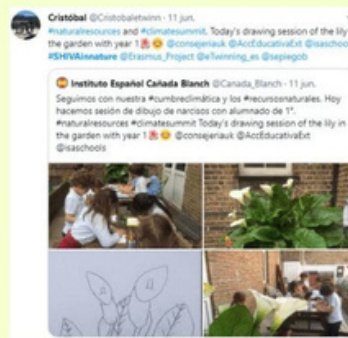 Cristóbal @Cristobaletwinn · 11 jun.
#naturalresources and #climatesummit. Today's drawing session of the lily
the garden with year 1 @consejeriauk @AccEducativaExt @isaschoo
#SHIVAinnature @Erasmus_Project @eTwinning_es @sepiegob
Instituto Español Cañada Blanch @Canada_Blanch · 11 jun.
Seguimos con nuestra #cumbreclimática y los #recursosnaturales. Hoy
hacemos sesión de dibujo de narcisos con alumnado de 1º.
#naturalresources #climatesummit Today's drawing session of the lily in
the garden with year 1 @consejeriauk @AccEducativaExt
@isaschools